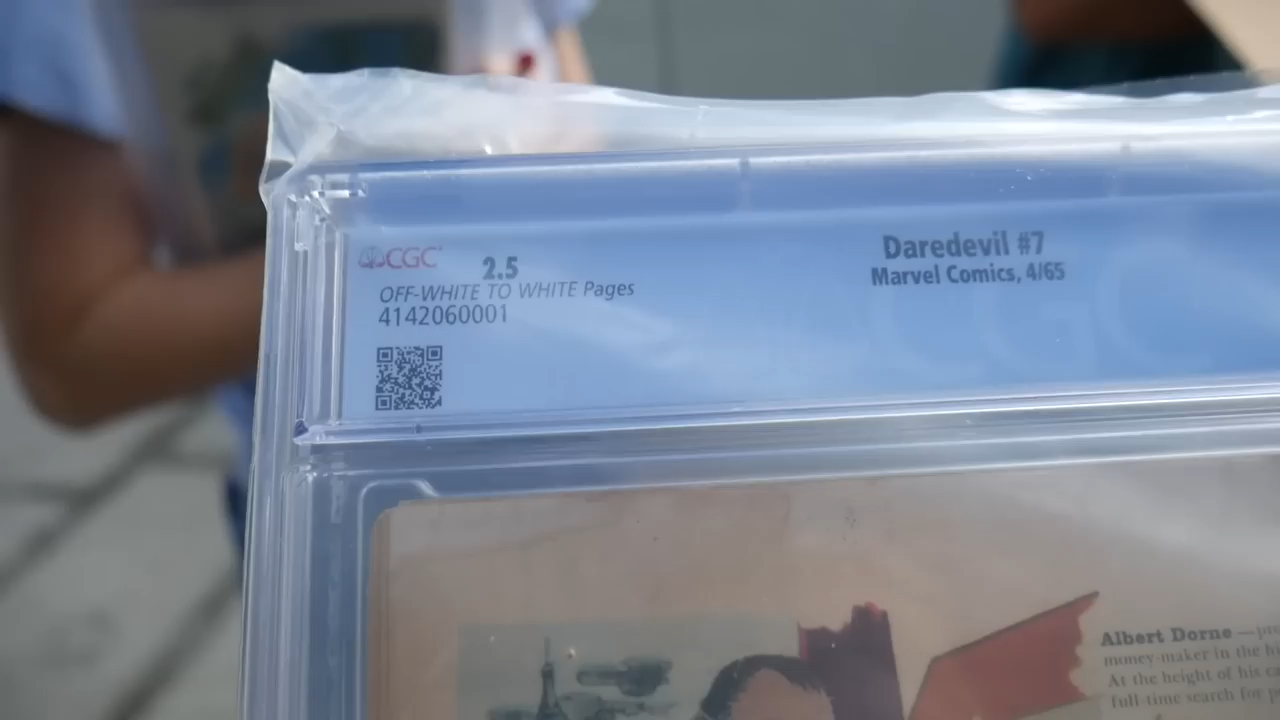 CGC 2.5
OFF-WHITE TO WHITE Pages
4142060001
Daredevil #7
Marvel Comics, 4/65
CGC
Albert Dorne —
money-maker in the
At the height of his
full-time search for